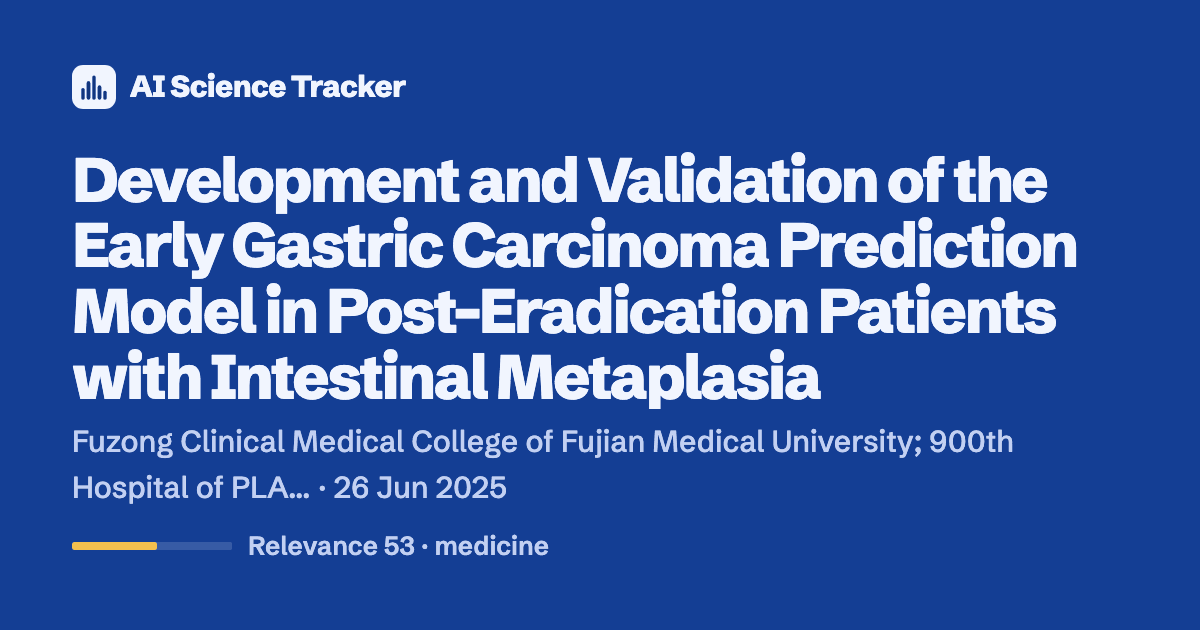 AI Science Tracker
Development and Validation of the
Early Gastric Carcinoma Prediction
Model in Post-Eradication Patients
with Intestinal Metaplasia
Fuzong Clinical Medical College of Fujian Medical University; 900th
Hospital of PLA... · 26 Jun 2025
Relevance 53 · medicine